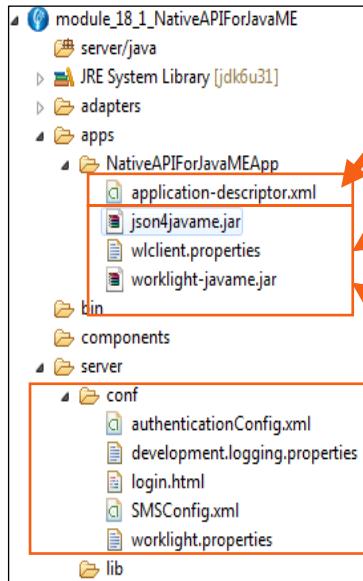 module_18_1_NativeAPIForJavaME
server/java
JRE System Library [jdk6u31]
adapters
apps
NativeAPIForJavaMEApp
application-descriptor.xml
json4javame.jar
wlclient.properties
worklight-javame.jar
bin
components
server
conf
authenticationConfig.xml
development.logging.properties
login.html
SMSConfig.xml
worklight.properties
lib